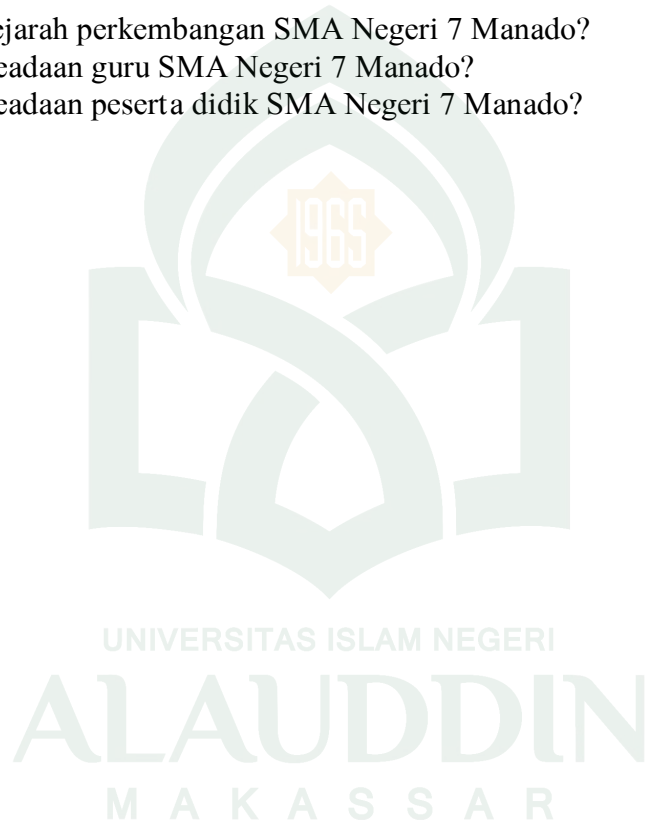 ejarah perkembangan SMA Negeri 7 Manado?
eadaan guru SMA Negeri 7 Manado?
eadaan peserta didik SMA Negeri 7 Manado?
1965
UNIVERSITAS ISLAM NEGERI
ALAUDDIN
MAKASSAR